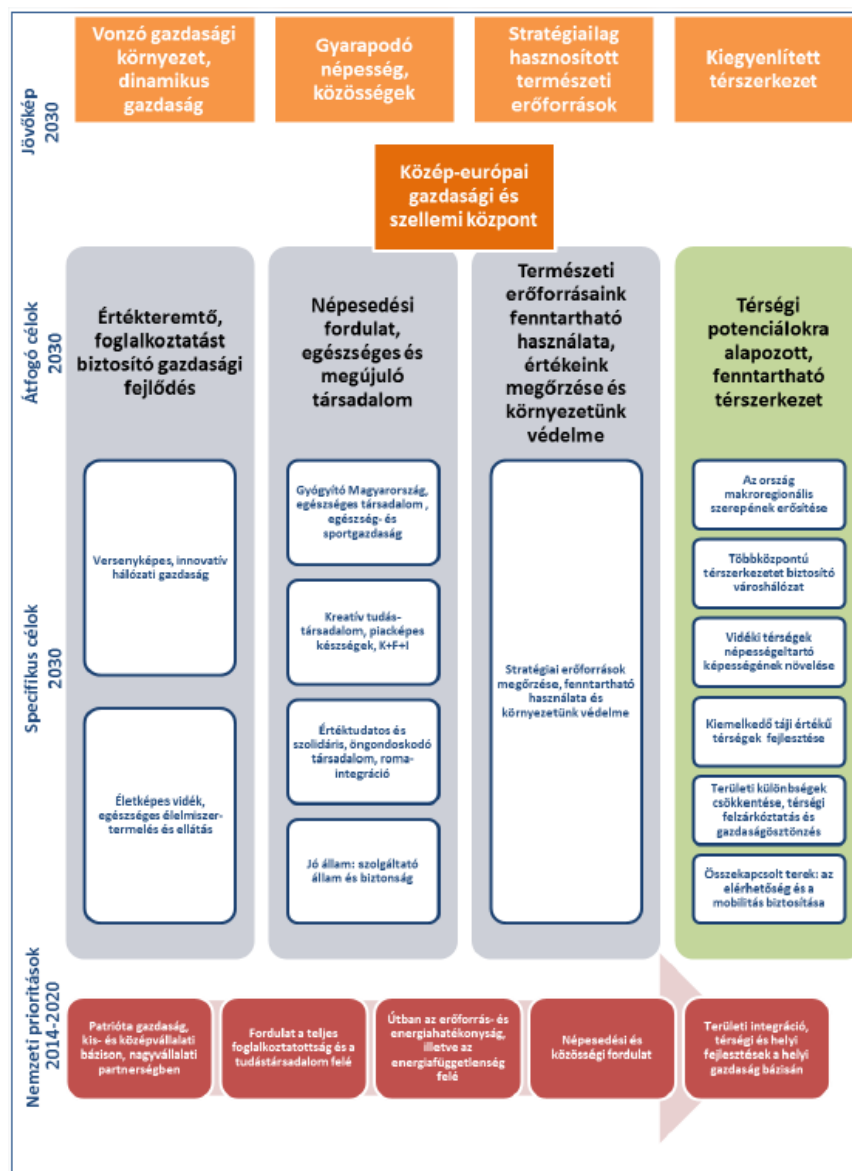 Jövőkép
2030
Vonzó gazdasági
környezet,
dinamikus
gazdaság
Gyarapodó
népesség,
közösségek
Stratégiailag
hasznosított
természeti
erőforrások
Kiegyenlített
térszerkezet
Közép-európai
gazdasági és
szellemi központ
Átfogó célok
2030
Értékteremtő,
foglalkoztatást
biztosító gazdasági
fejlődés
Népesedési
fordulat,
egészséges és
megújuló
társadalom
Természeti
erőforrásaink
fenntartható
használata,
értékeink
megőrzése és
környezetünk
védelme
Térségi
potenciálokra
alapozott,
fenntartható
térszerkezet
Specifikus célok
2030
Versenyképes, innovatív
hálózati gazdaság
Életképes vidék,
egészséges élelmiszer-
termelés és ellátás
Gyógyító Magyarország,
egészséges társadalom ,
egészség- és
sportgazdaság
Kreatív tudás-
társadalom, piacképes
készségek, K+F+I
Értéktudatos és
szolidáris, öngondoskodó
társadalom, roma-
integráció
Jó állam: szolgáltató
állam és biztonság
Stratégiai erőforrások
megőrzése, fenntartható
használata és
környezetünk védelme
Az ország
makroregionális
szerepének erősítése
Többközpontú
térszerkezetet biztosító
városhálózat
Vidéki térségek
népességeltartó
képességének növelése
Kiemelkedő táji értékű
térségek fejlesztése
Területi különbségek
csökkentése, térségi
felzárkóztatás és
gazdaságösztönzés
Összekapcsolt terek: az
elérhetőség és a
mobilitás biztosítása
Nemzeti prioritások
2014-2020
Patrióta gazdaság,
kis- és középvállalati
bázison, nagyvállalati
partnerségben
Fordulat a teljes
foglalkoztatottság és a
tudástársadalom felé
Útban az erőforrás- és
energiahatékonyság,
illetve az
energiafüggetlenség
felé
Népesedési és
közösségi fordulat
Területi integráció,
térségi és helyi
fejlesztések a helyi
gazdaság bázisán